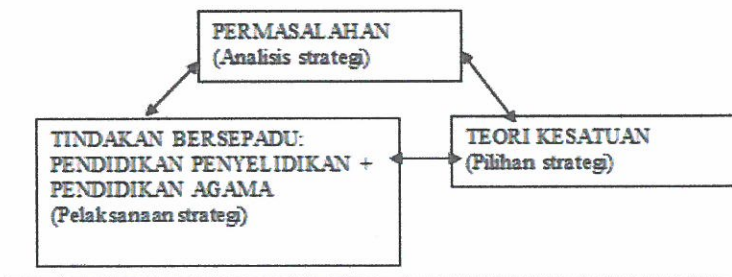 PERMASALAHAN
(Analisis strategi)
TINDAKAN BERSEPADU:
PENDIDIKAN PENYELIDIKAN +
PENDIDIKAN AGAMA
(Pelaksanaan strategi)
TEORI KESATUAN
(Pilihan strategi)